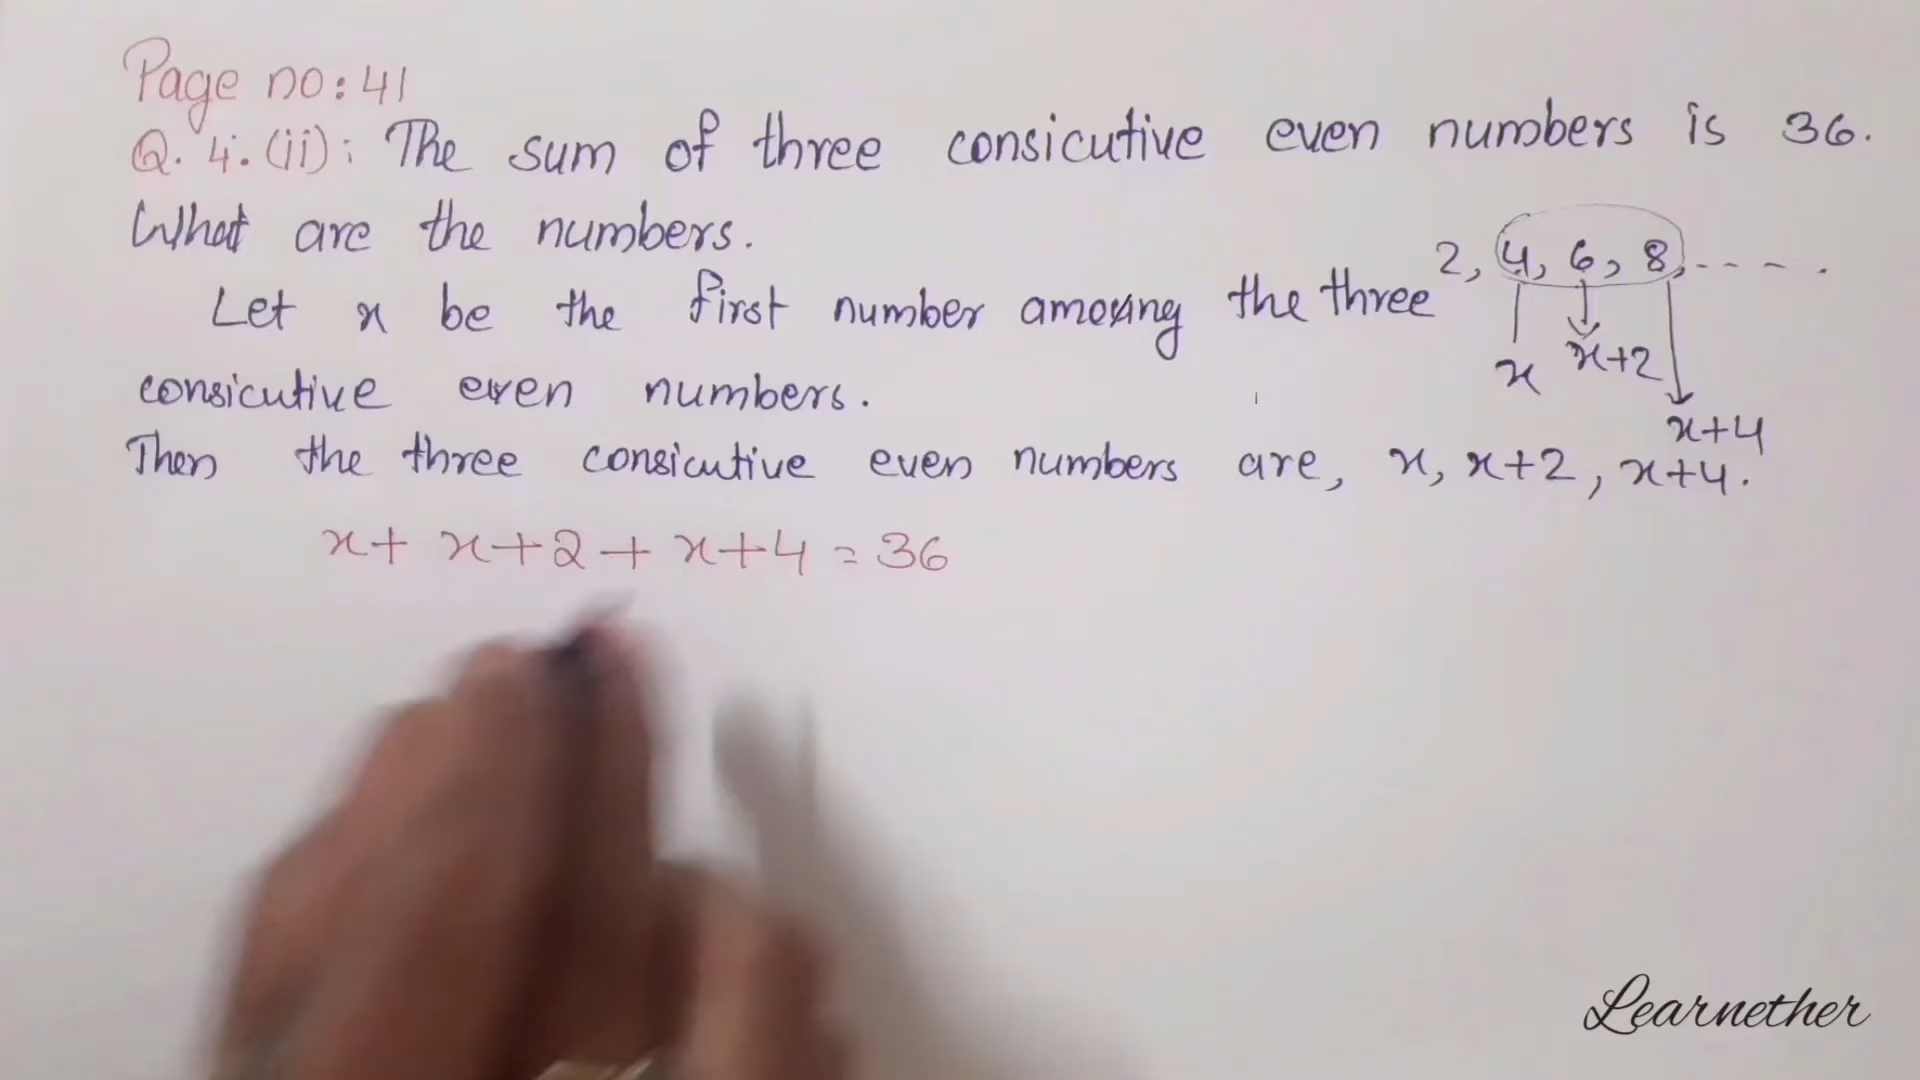 Page no: 41
Q. 4. (ii): The sum of three consicutive even numbers is 36.
What are the numbers.
2, 4, 6, 8, - - - - .
Let x be the first number among the three
x x+2
consicutive even numbers.
x+4
Then the three consicutive even numbers are, x, x+2, x+4.
x + x+2 + x+4 = 36
Learnether